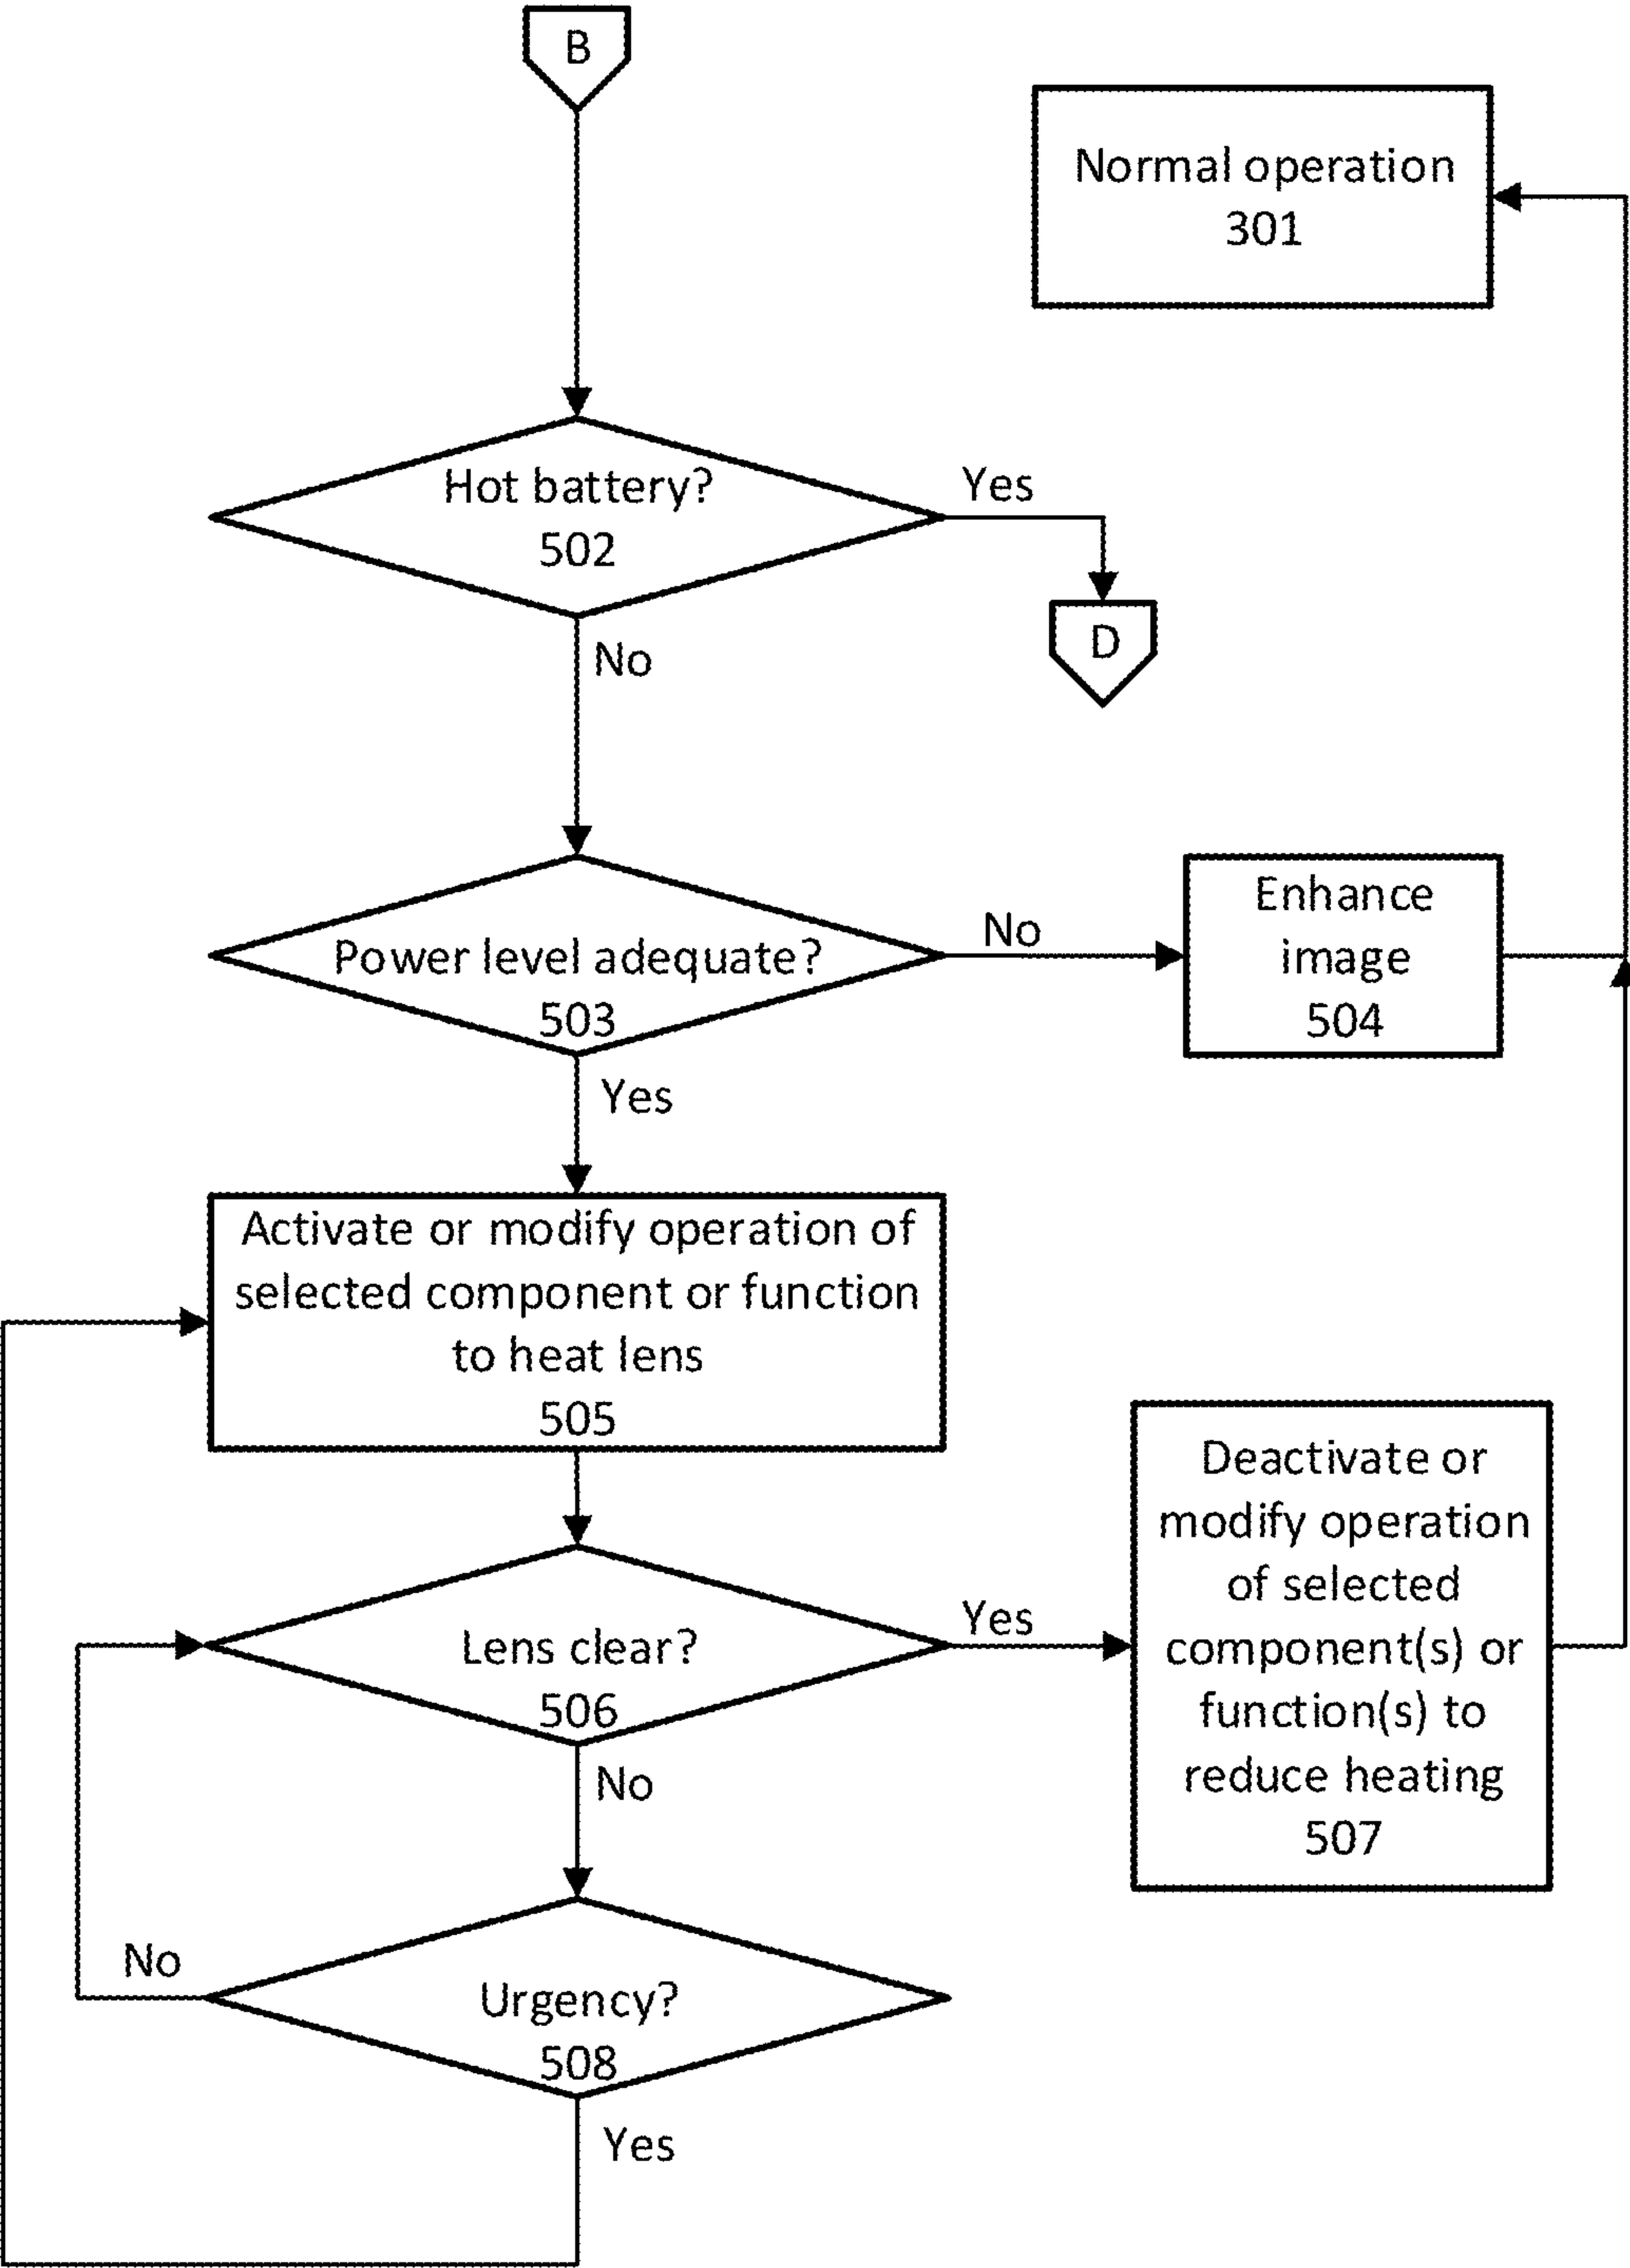 B
Normal operation
301
Hot battery?
502
Yes
D
No
Power level adequate?
503
No
Enhance
image
504
Yes
Activate or modify operation of
selected component or function
to heat lens
505
Lens clear?
506
Yes
Deactivate or
modify operation
of selected
component(s) or
function(s) to
reduce heating
507
No
Urgency?
508
No
Yes